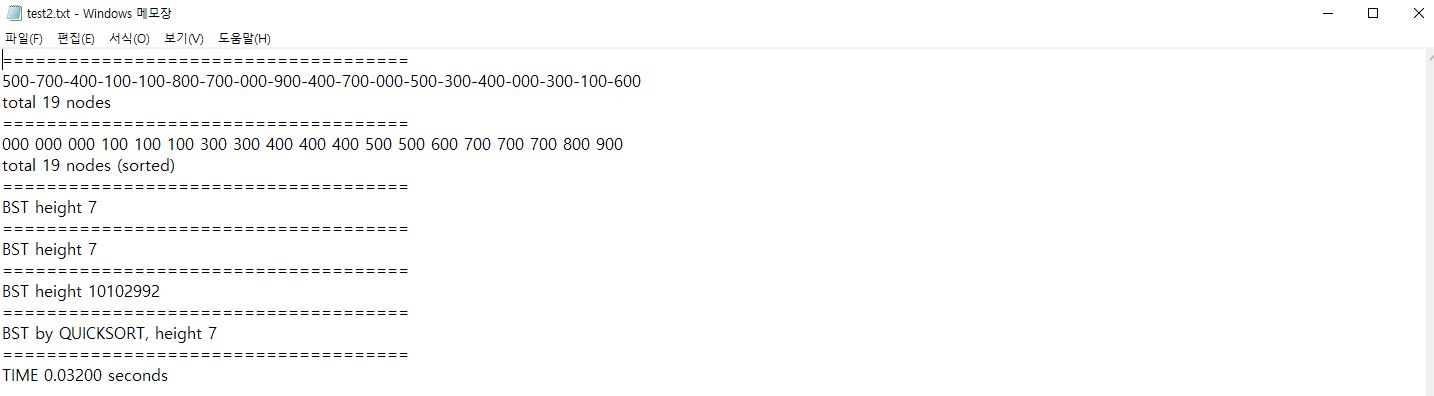 test2.txt - Windows 메모장
파일(F) 편집(E) 서식(O) 보기(V) 도움말(H)
=====================================
500-700-400-100-100-800-700-000-900-400-700-000-500-300-400-000-300-100-600
total 19 nodes
=====================================
000 000 000 100 100 100 300 300 400 400 400 500 500 600 700 700 700 800 900
total 19 nodes (sorted)
=====================================
BST height 7
=====================================
BST height 7
=====================================
BST height 10102992
=====================================
BST by QUICKSORT, height 7
=====================================
TIME 0.03200 seconds